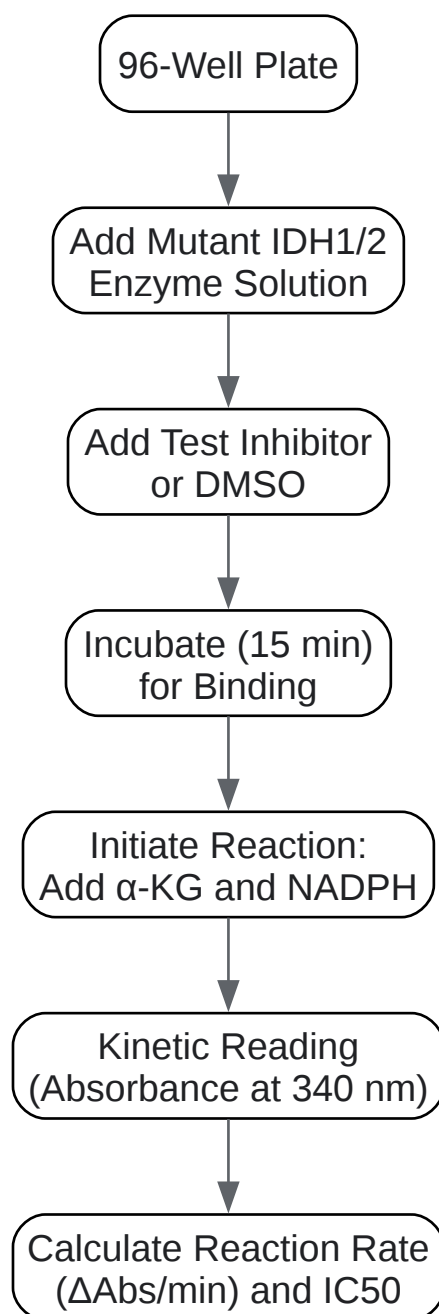 96-Well Plate
Add Mutant IDH1/2
Enzyme Solution
Add Test Inhibitor
or DMSO
Incubate (15 min)
for Binding
Initiate Reaction:
Add α-KG and NADPH
Kinetic Reading
(Absorbance at 340 nm)
Calculate Reaction Rate
(ΔAbs/min) and IC50